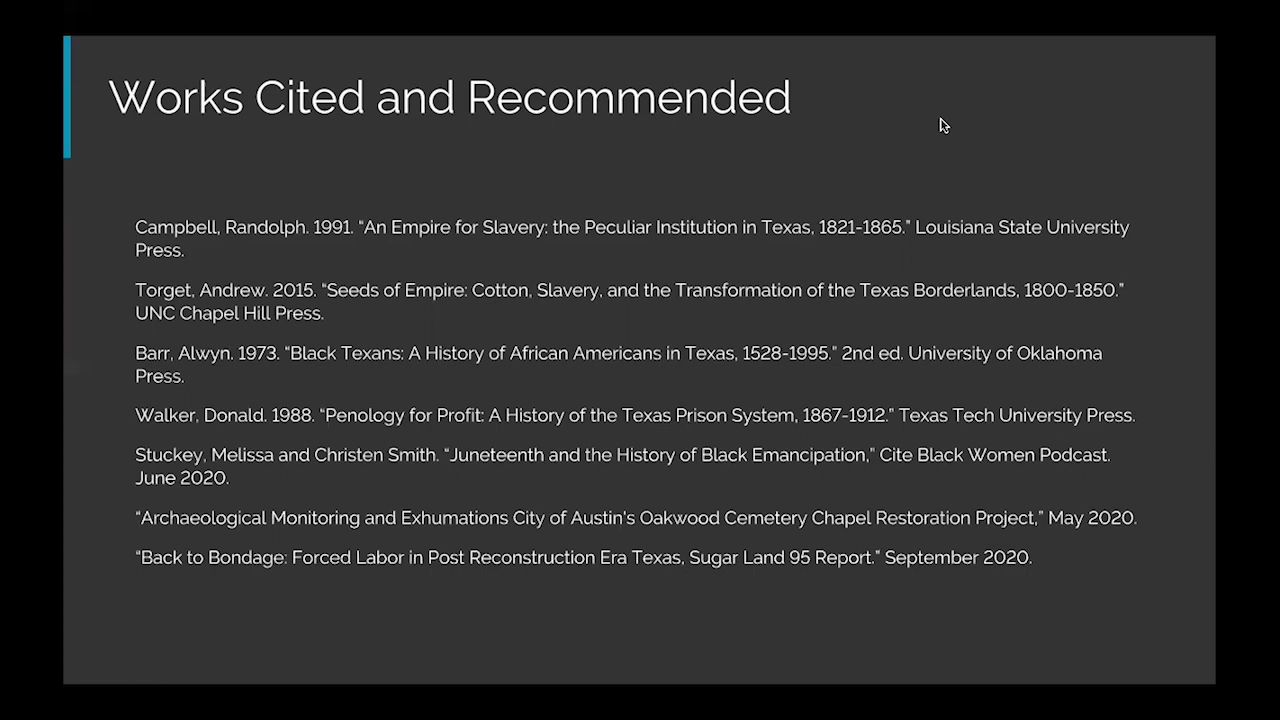 Works Cited and Recommended
Campbell, Randolph. 1991. “An Empire for Slavery: the Peculiar Institution in Texas, 1821-1865.” Louisiana State University
Press.
Torget, Andrew. 2015. “Seeds of Empire: Cotton, Slavery, and the Transformation of the Texas Borderlands, 1800-1850.”
UNC Chapel Hill Press.
Barr, Alwyn. 1973. “Black Texans: A History of African Americans in Texas, 1528-1995.” 2nd ed. University of Oklahoma
Press.
Walker, Donald. 1988. “Penology for Profit: A History of the Texas Prison System, 1867-1912.” Texas Tech University Press.
Stuckey, Melissa and Christen Smith. “Juneteenth and the History of Black Emancipation,” Cite Black Women Podcast.
June 2020.
“Archaeological Monitoring and Exhumations City of Austin's Oakwood Cemetery Chapel Restoration Project,” May 2020.
“Back to Bondage: Forced Labor in Post Reconstruction Era Texas, Sugar Land 95 Report.” September 2020.